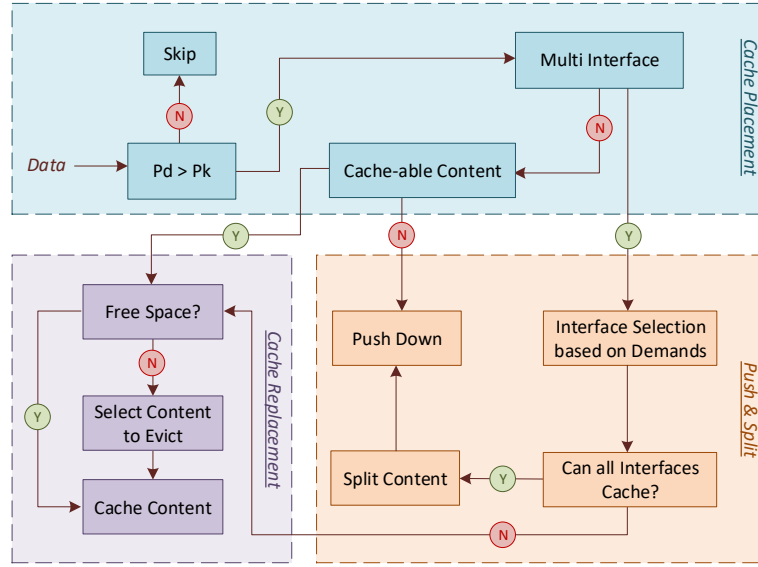 Skip
Multi Interface
N
Y
N
Cache Placement
Data
Pd > Pk
Cache-able Content
Y
N
Y
Free Space?
Push Down
Interface Selection
based on Demands
N
Cache Replacement
Push & Split
Y
Select Content
to Evict
Cache Content
Split Content
Y
Can all Interfaces
Cache?
N